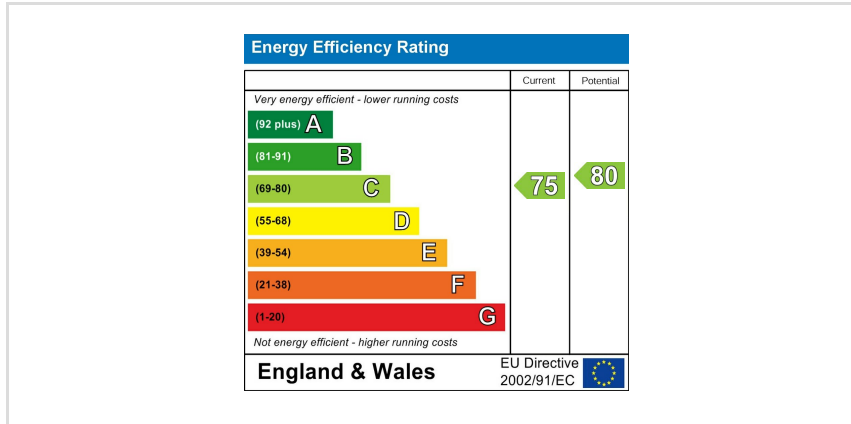 Energy Efficiency Rating
Current Potential
Very energy efficient - lower running costs
(92 plus) A
(81-91) B
(69-80) C
75 80
(55-68) D
(39-54) E
(21-38) F
(1-20) G
Not energy efficient - higher running costs
England & Wales
EU Directive
2002/91/EC